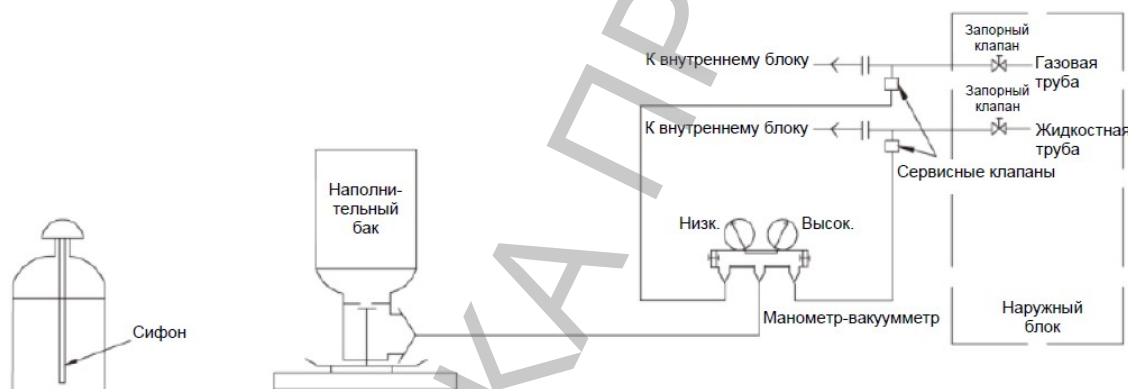 Запорный
клапан
К внутреннему блоку
Газовая
труба
Запорный
клапан
К внутреннему блоку
Жидкостная
труба
Сервисные клапаны
Наполни-
тельный
бак
Низк.
Высок.
Манометр-вакуумметр
Наружный
блок
Сифон
КАПР